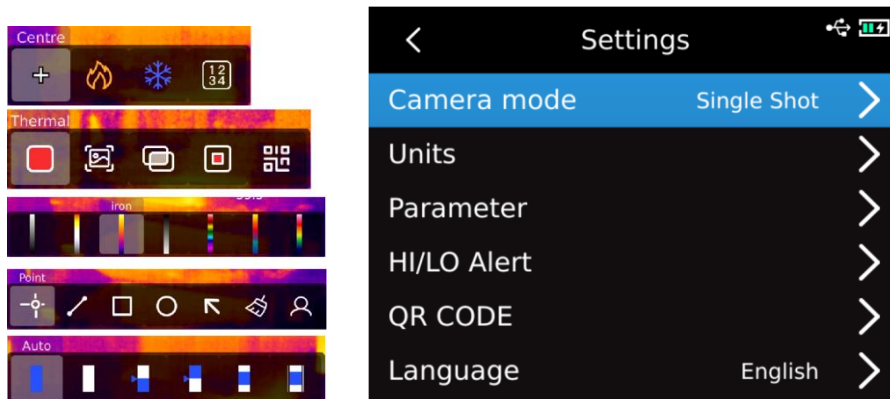 Centre
12
34
Thermal
iron
Point
Auto
Settings
Camera mode Single Shot
Units
Parameter
HI/LO Alert
QR CODE
Language English